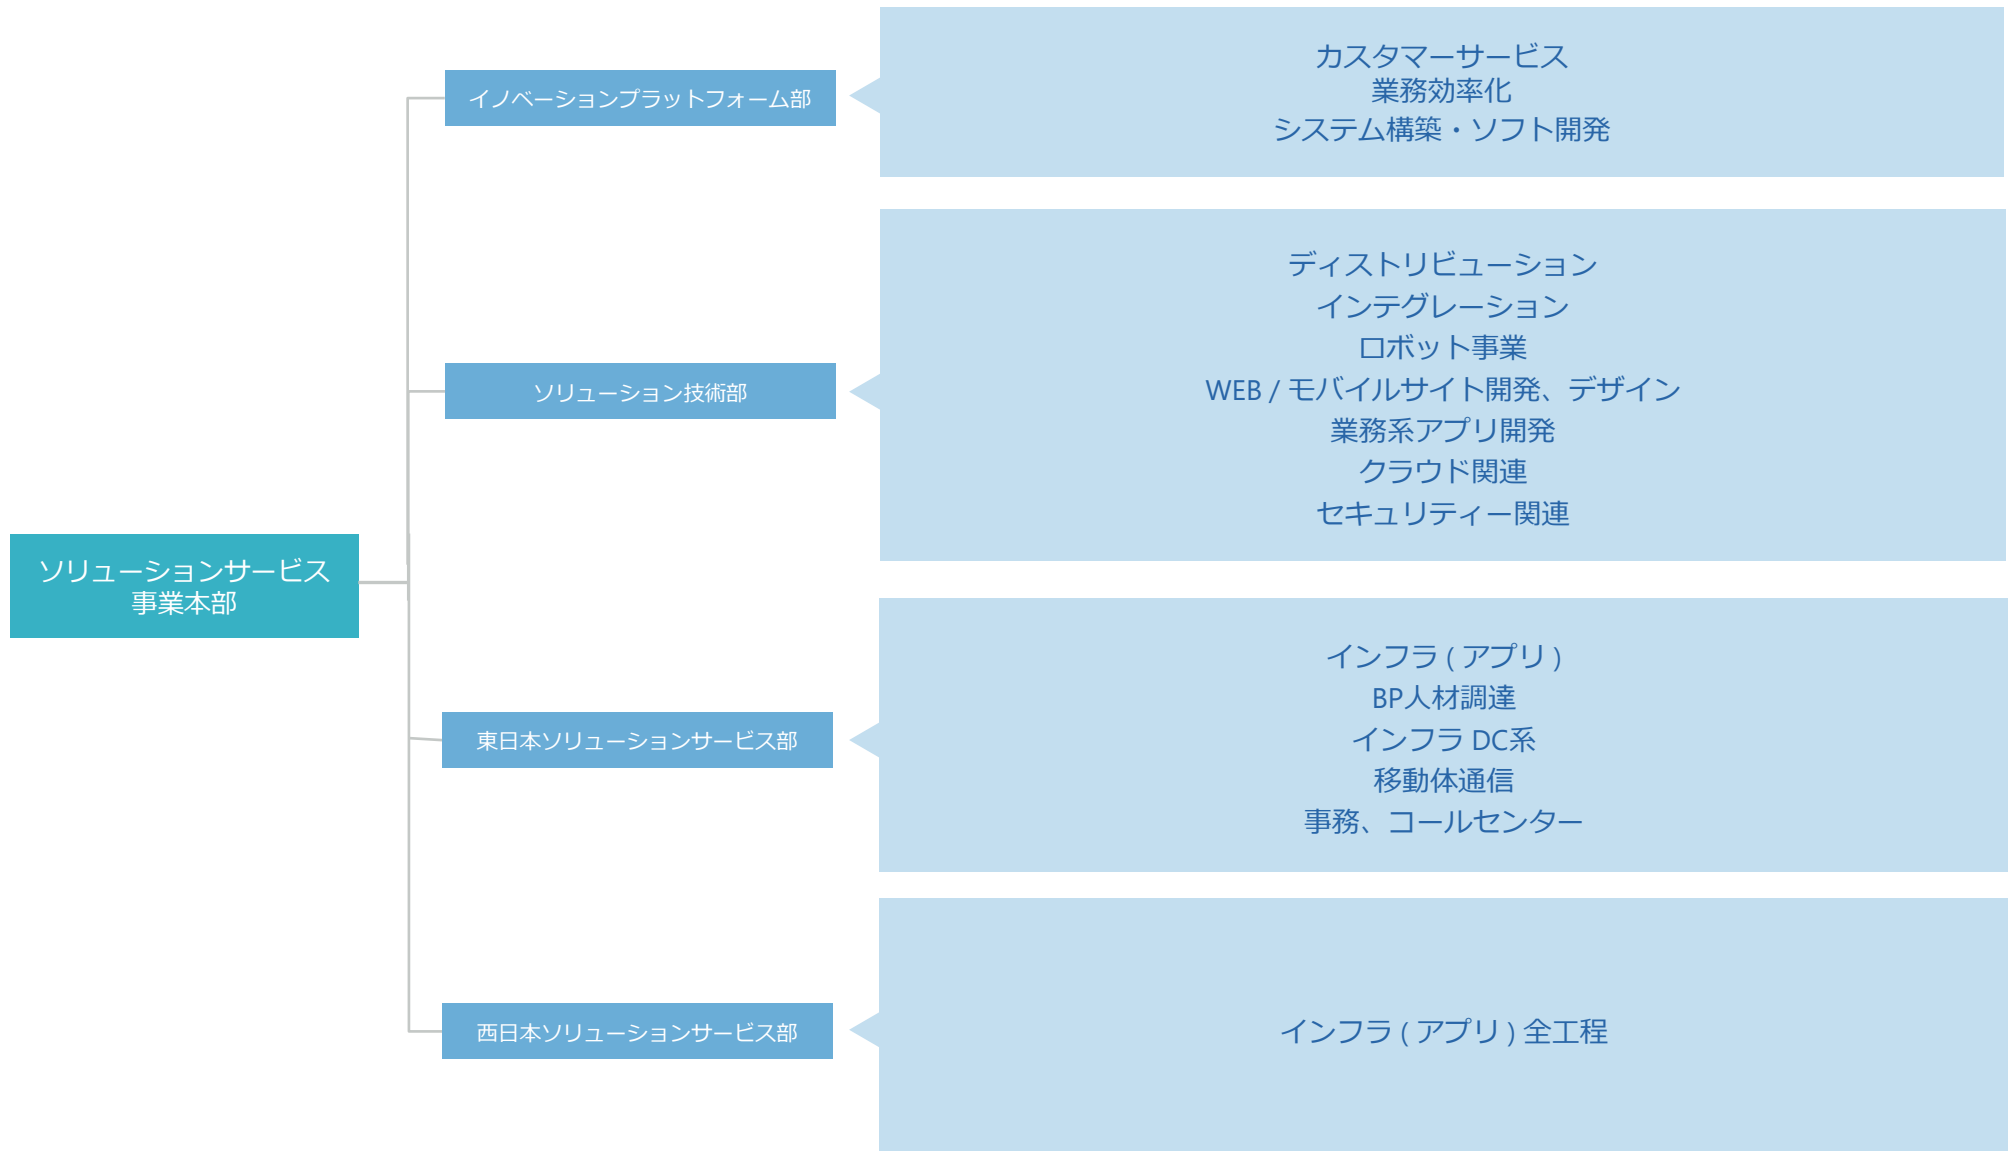 カスタマーサービス
業務効率化
システム構築・ソフト開発
イノベーションプラットフォーム部
ディストリビューション
インテグレーション
ロボット事業
WEB / モバイルサイト開発、デザイン
業務系アプリ開発
クラウド関連
セキュリティー関連
ソリューション技術部
ソリューションサービス
事業本部
インフラ ( アプリ )
BP人材調達
インフラ DC系
移動体通信
事務、コールセンター
東日本ソリューションサービス部
西日本ソリューションサービス部
インフラ ( アプリ ) 全工程